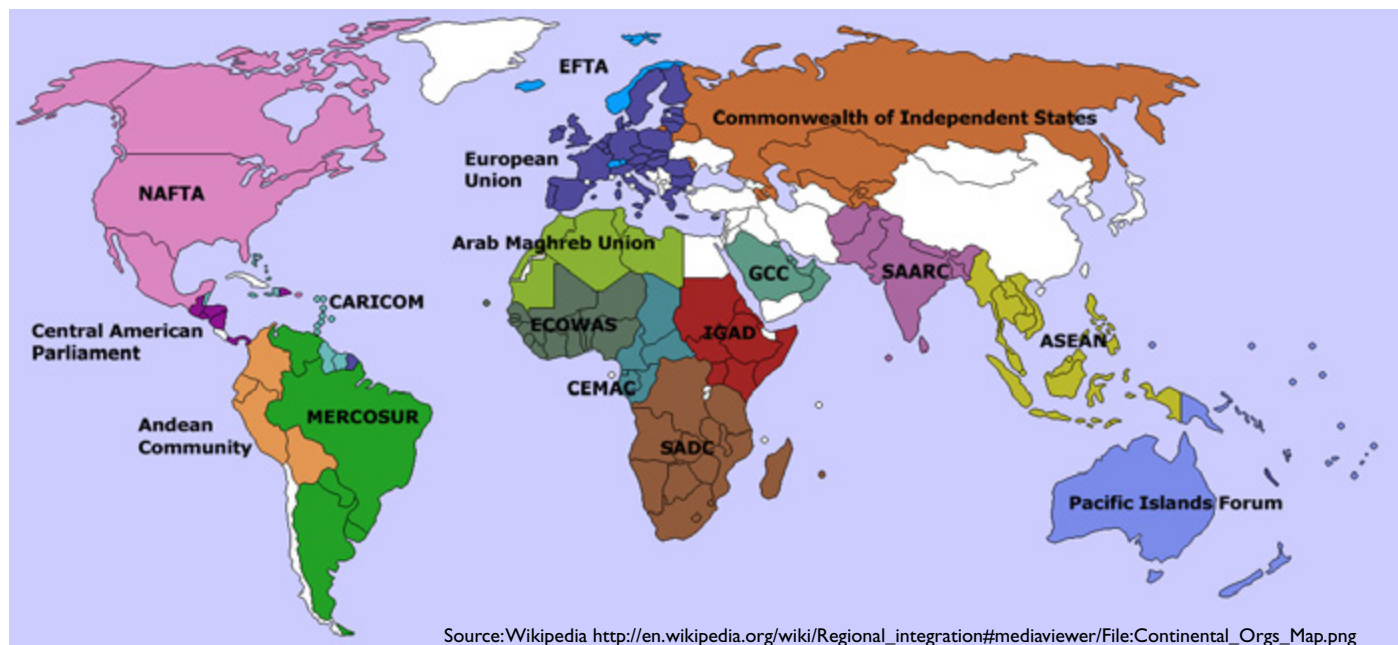 EFTA
Commonwealth of Independent States
European
Union
NAFTA
Arab Maghreb Union
GCC
SAARC
CARICOM
Central American
Parliament
ECOWAS
IGAD
ASEAN
CEMAC
MERCOSUR
Andean
Community
SADC
Pacific Islands Forum
Source:Wikipedia http://en.wikipedia.org/wiki/Regional_integration#mediaviewer/File:Continental_Orgs_Map.png